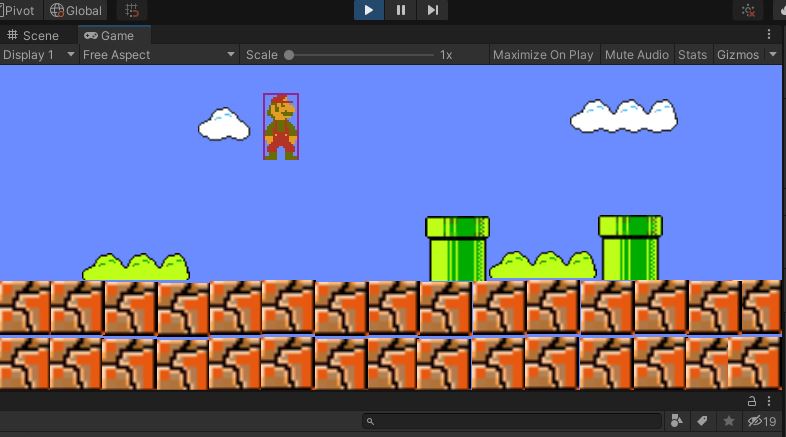 Pivot Global
Scene Game
Display 1 Free Aspect Scale 1x Maximize On Play Mute Audio Stats Gizmos
19